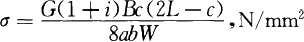 σ = G(1+i)Bc(2L−c) / 8abW, N/mm²